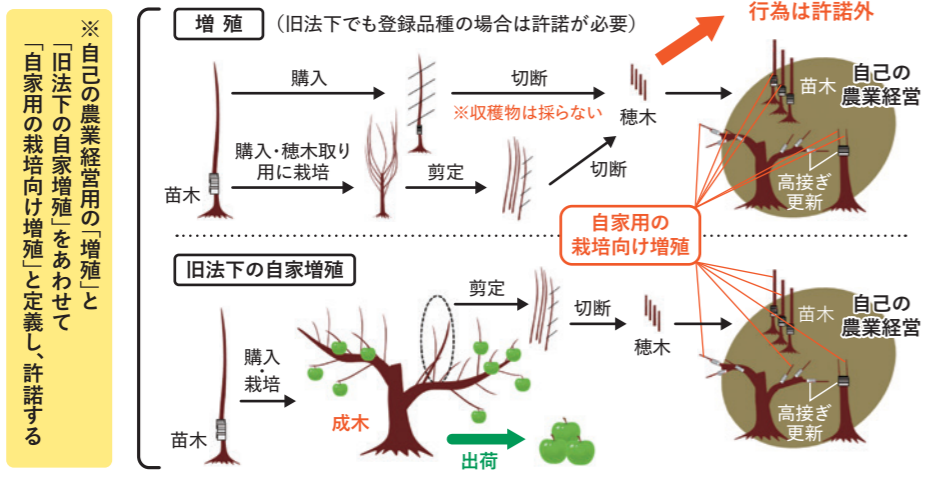 ※自己の農業経営用の「増殖」と
「旧法下の自家増殖」をあわせて
「自家用の栽培向け増殖」と定義し、許諾する
増 殖
（旧法下でも登録品種の場合は許諾が必要）
行為は許諾外
苗木
購入
切断
※収穫物は採らない
購入・穂木取り
用に栽培
剪定
切断
穂木
苗木
自己の
農業経営
高接ぎ
更新
自家用の
栽培向け増殖
旧法下の自家増殖
苗木
購入
・
栽培
成木
剪定
切断
穂木
出荷
苗木
自己の
農業経営
高接ぎ
更新